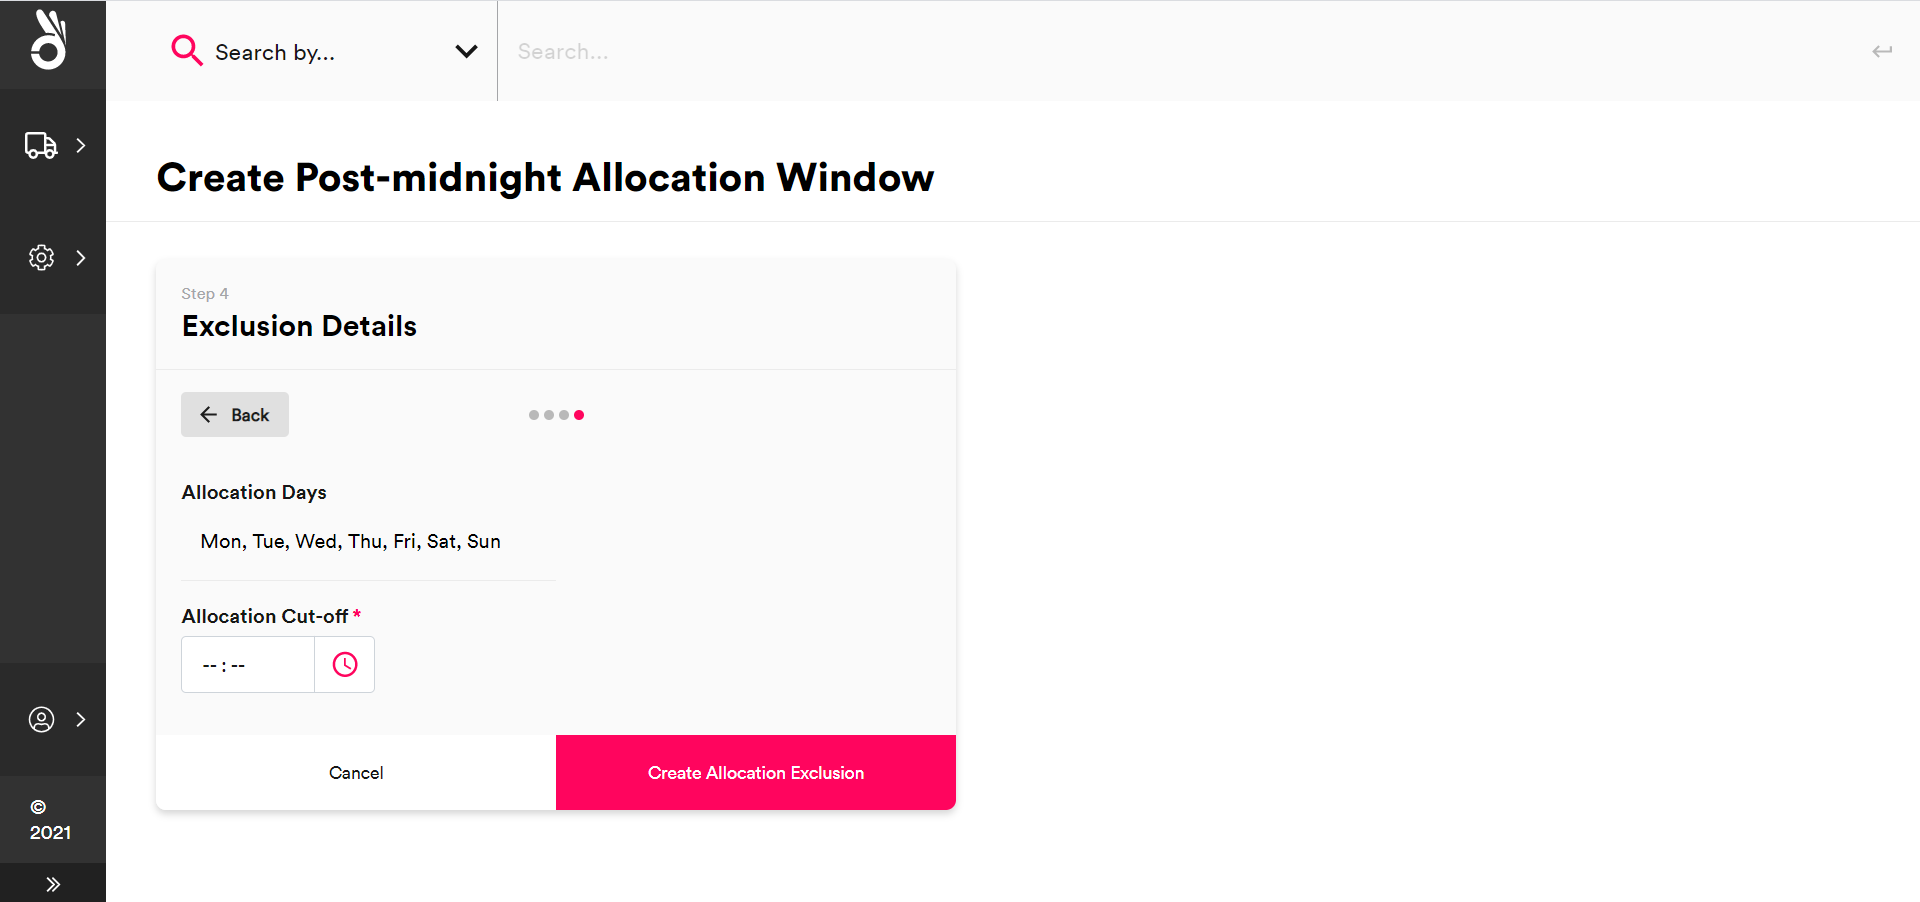 Search by...
Search...
Create Post-midnight Allocation Window
Step 4
Exclusion Details
Back
Allocation Days
Mon, Tue, Wed, Thu, Fri, Sat, Sun
Allocation Cut-off *
-- : --
Cancel
Create Allocation Exclusion
©
2021